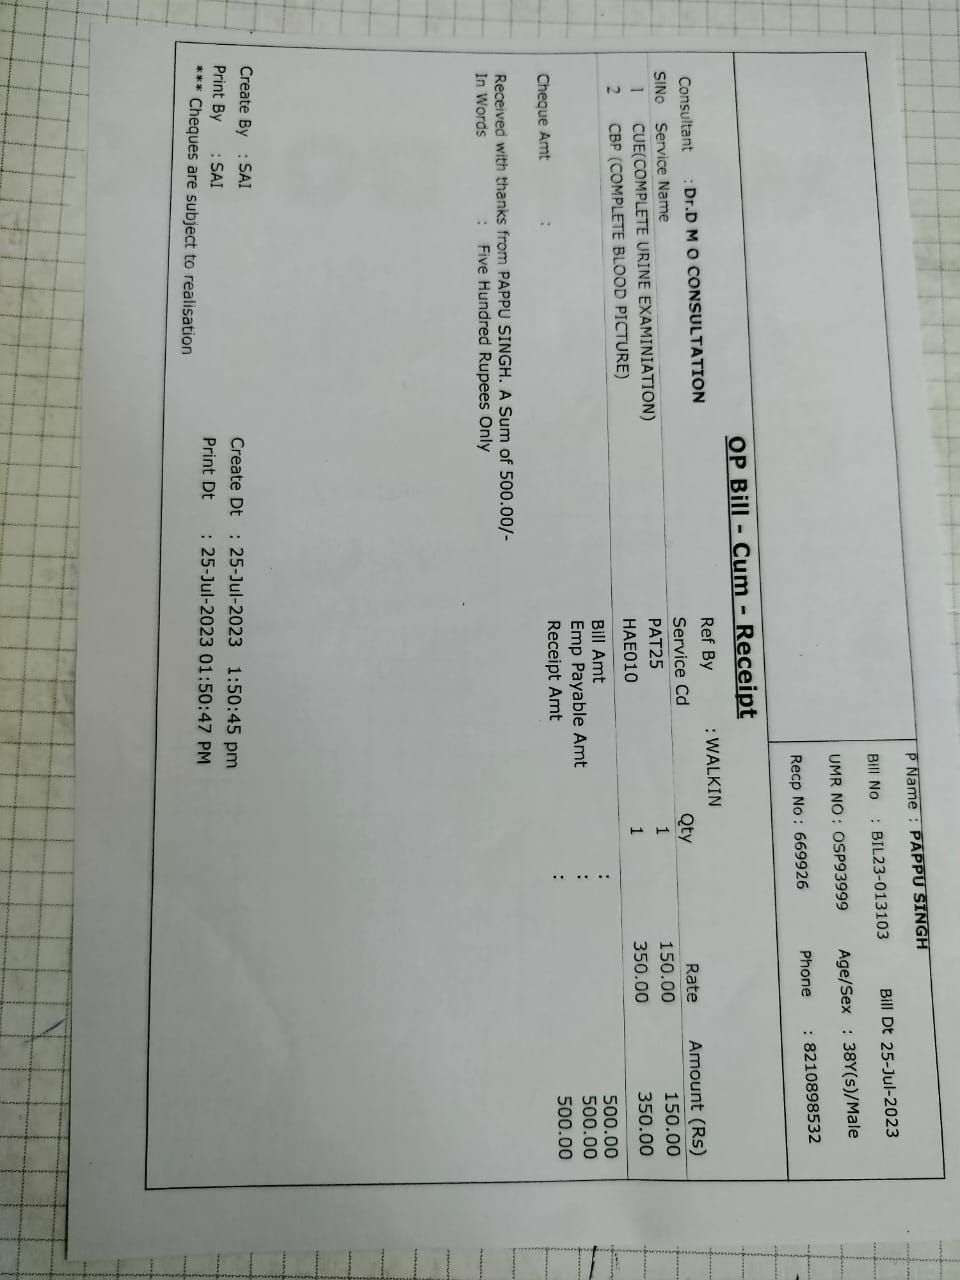 P Name : PAPPU SINGH
Bill No : BIL23-013103 Bill Dt 25-Jul-2023
UMR NO : OSP93999 Age/Sex : 38Y(s)/Male
Recp No : 669926 Phone : 8210898532
OP Bill - Cum - Receipt
Consultant : Dr.D M O CONSULTATION Ref By : WALKIN
SlNo Service Name Service Cd Qty Rate Amount (Rs)
1 CUE(COMPLETE URINE EXAMINIATION) PAT25 1 150.00 150.00
2 CBP (COMPLETE BLOOD PICTURE) HAE010 1 350.00 350.00
Bill Amt : 500.00
Emp Payable Amt : 500.00
Cheque Amt : Receipt Amt : 500.00
Received with thanks from PAPPU SINGH. A Sum of 500.00/-
In Words : Five Hundred Rupees Only
Create By : SAI Create Dt : 25-Jul-2023 1:50:45 pm
Print By : SAI Print Dt : 25-Jul-2023 01:50:47 PM
*** Cheques are subject to realisation